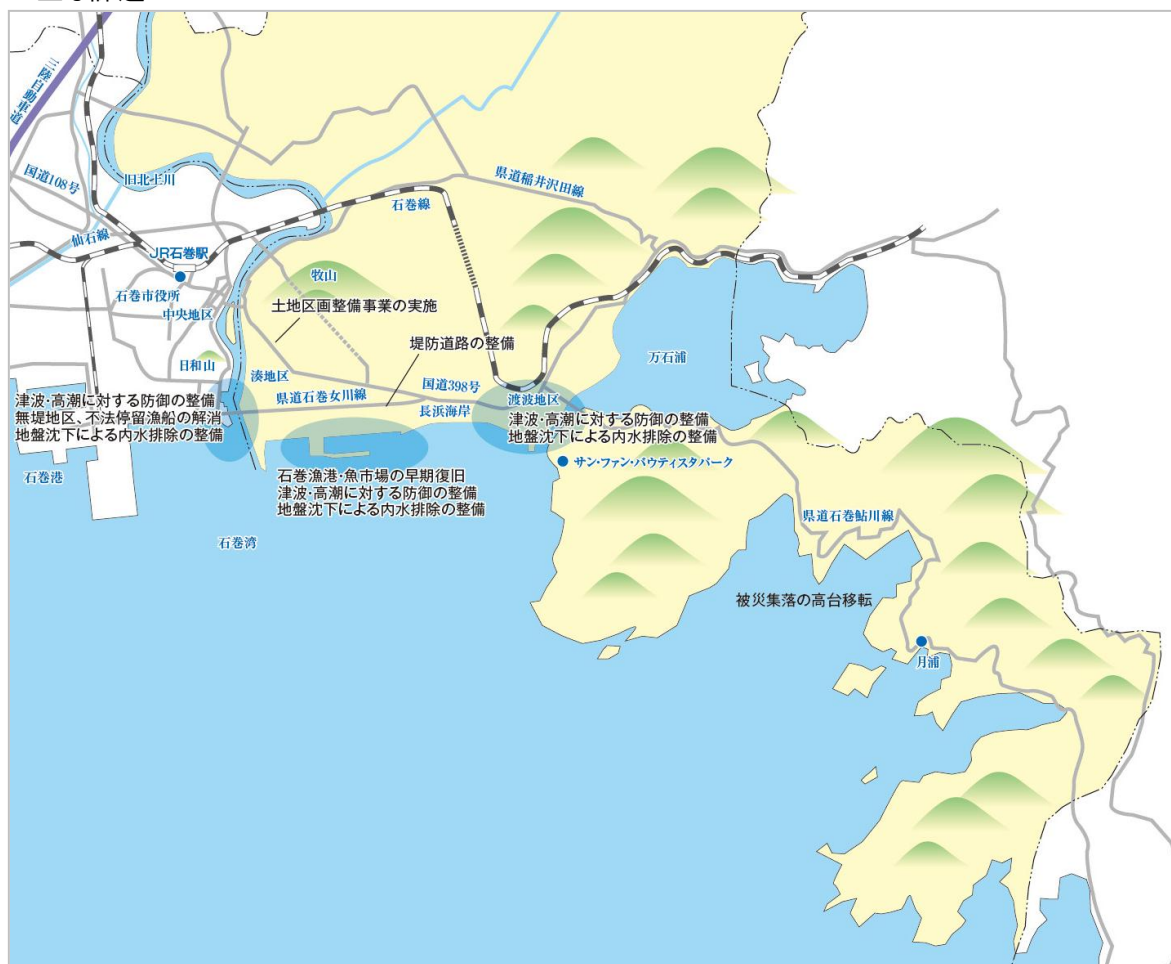 三陸自動車道
国道108号
旧北上川
県道稲井沢田線
石巻線
仙石線
JR石巻駅
牧山
石巻市役所
土地区画整備事業の実施
中央地区
堤防道路の整備
万石浦
日和山
湊地区
国道398号
県道石巻女川線
渡波地区
長浜海岸
津波・高潮に対する防御の整備
無堤地区、不法停留漁船の解消
地盤沈下による内水排除の整備
津波・高潮に対する防御の整備
地盤沈下による内水排除の整備
サン・ファン・バウティスタパーク
石巻港
石巻漁港・魚市場の早期復旧
津波・高潮に対する防御の整備
地盤沈下による内水排除の整備
県道石巻鮎川線
石巻湾
被災集落の高台移転
月浦